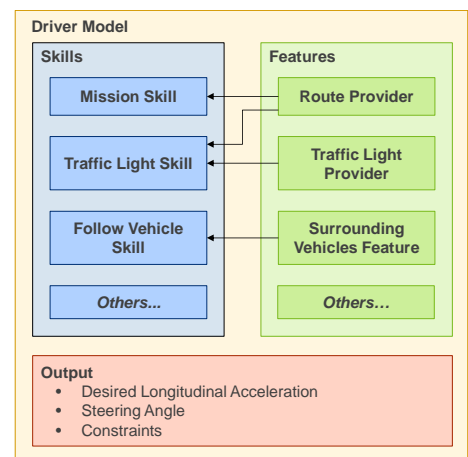 Driver Model
Skills
Mission Skill
Traffic Light Skill
Follow Vehicle
Skill
Others...
Features
Route Provider
Traffic Light
Provider
Surrounding
Vehicles Feature
Others…
Output
• Desired Longitudinal Acceleration
• Steering Angle
• Constraints